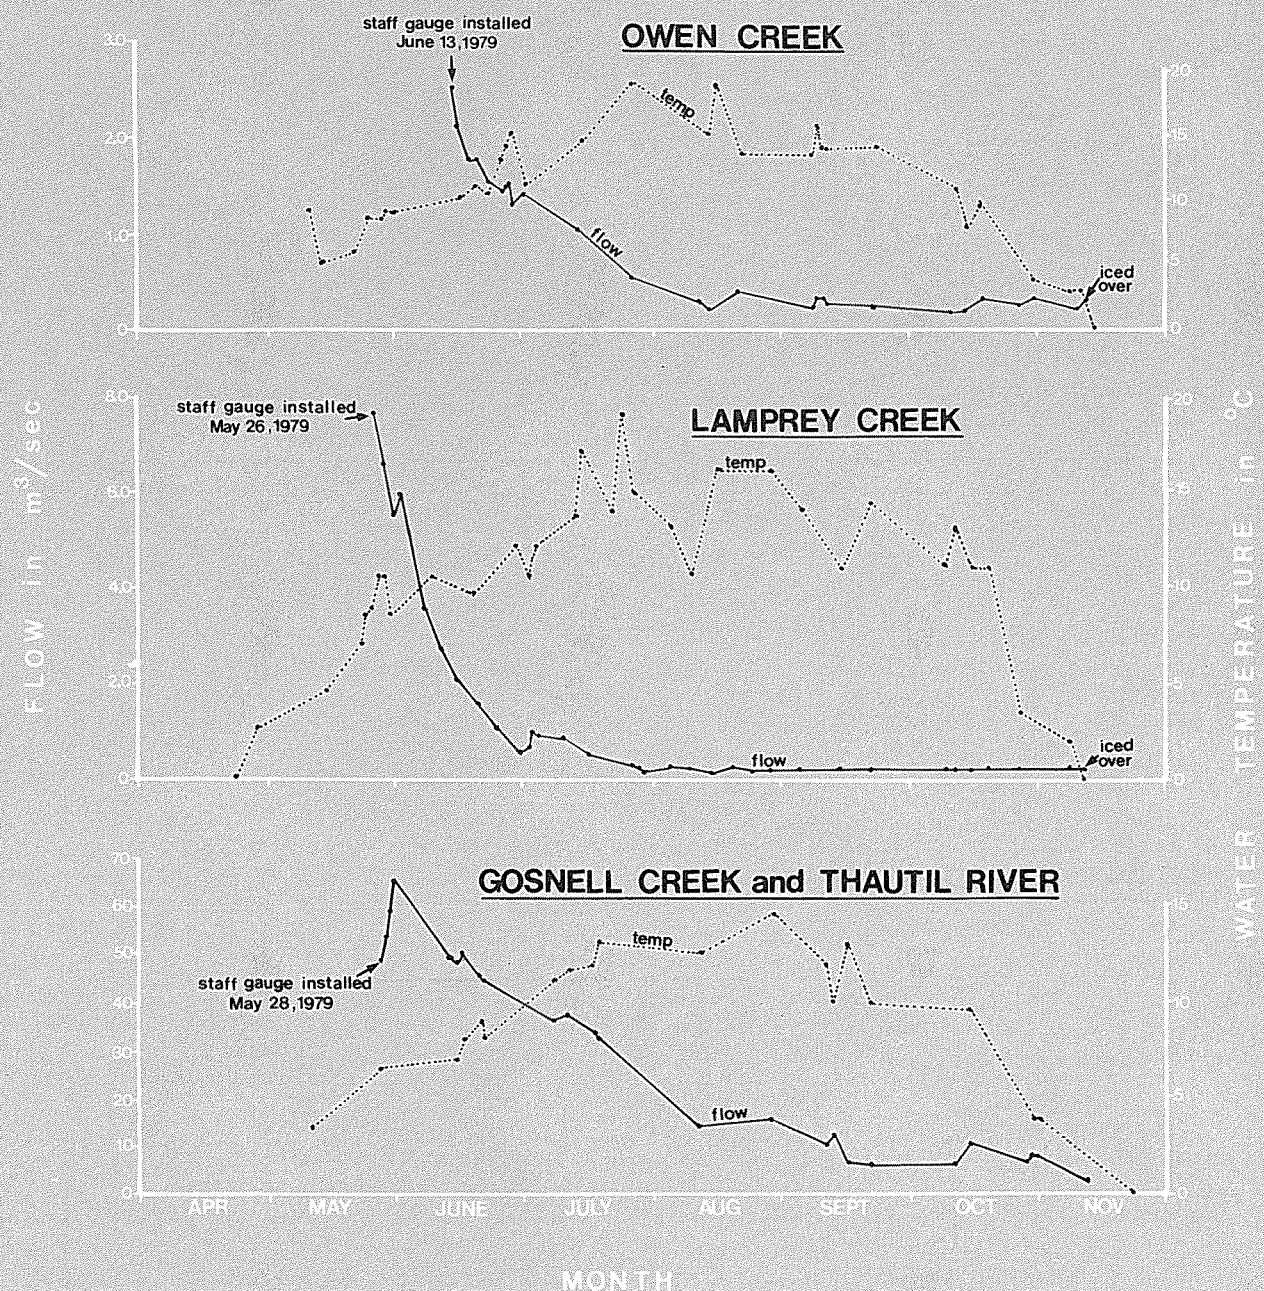 staff gauge installed
June 13, 1979
OWEN CREEK
3.0
2.0
1.0
0
20
15
10
5
0
temp
flow
iced
over
staff gauge installed
May 26, 1979
LAMPREY CREEK
8.0
6.0
4.0
2.0
0
20
15
10
5
0
temp
flow
iced
over
FLOW in m3/sec
WATER TEMPERATURE in °C
GOSNELL CREEK and THAUTIL RIVER
70
60
50
40
30
20
10
0
15
10
5
0
temp
staff gauge installed
May 28, 1979
flow
APR MAY JUNE JULY AUG SEPT OCT NOV
MONTH